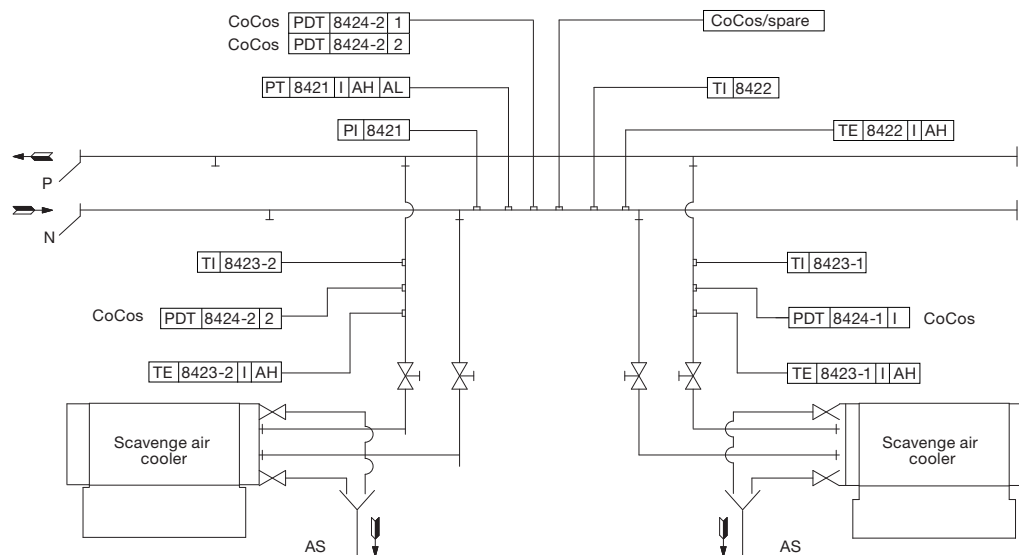 CoCos PDT 8424-2 1
CoCos PDT 8424-2 2
CoCos/spare
PT 8421 I AH AL
TI 8422
PI 8421
TE 8422 I AH
P
N
TI 8423-2
TI 8423-1
CoCos PDT 8424-2 2
PDT 8424-1 I CoCos
TE 8423-2 I AH
TE 8423-1 I AH
Scavenge air
cooler
Scavenge air
cooler
AS
AS